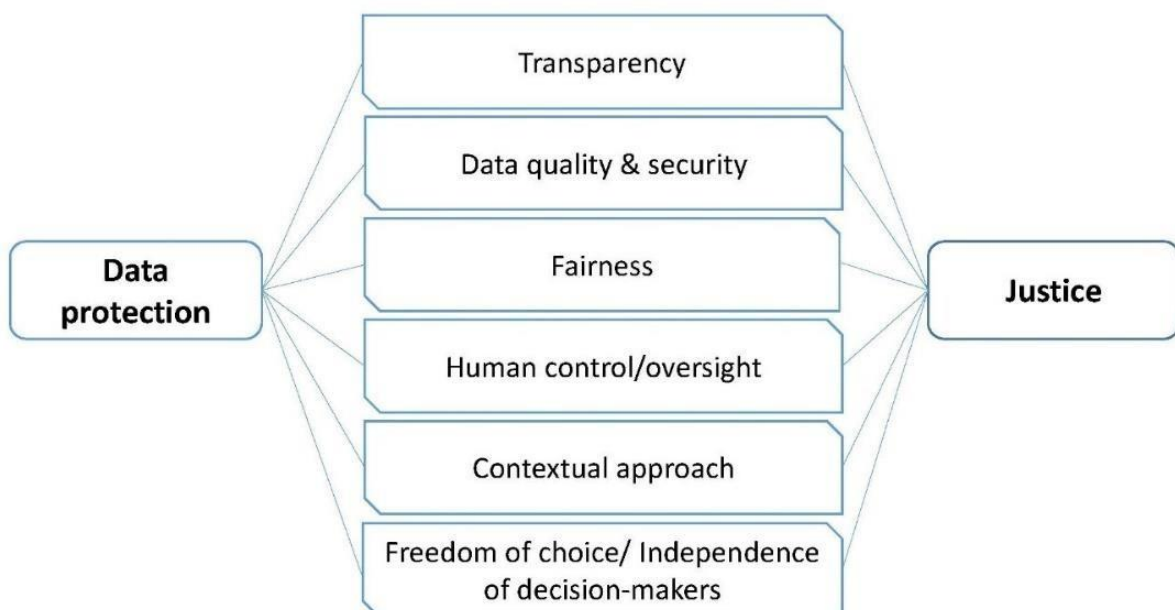 Transparency
Data quality & security
Data
protection
Fairness
Justice
Human control/oversight
Contextual approach
Freedom of choice/ Independence
of decision-makers